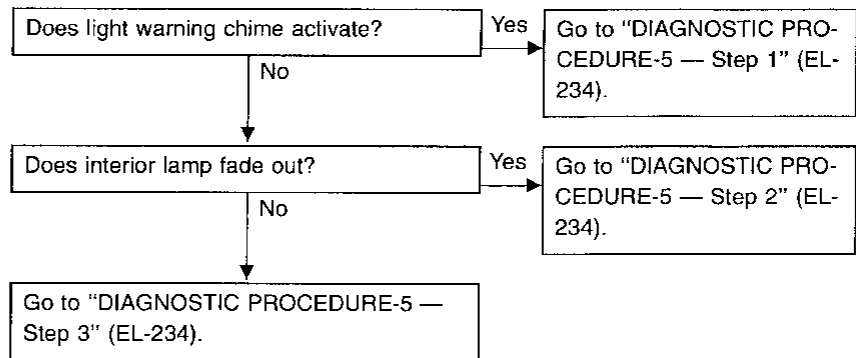 Does light warning chime activate?
Yes
Go to “DIAGNOSTIC PRO-
CEDURE-5 — Step 1” (EL-
234).
No
Does interior lamp fade out?
Yes
Go to “DIAGNOSTIC PRO-
CEDURE-5 — Step 2” (EL-
234).
No
Go to “DIAGNOSTIC PROCEDURE-5 —
Step 3” (EL-234).